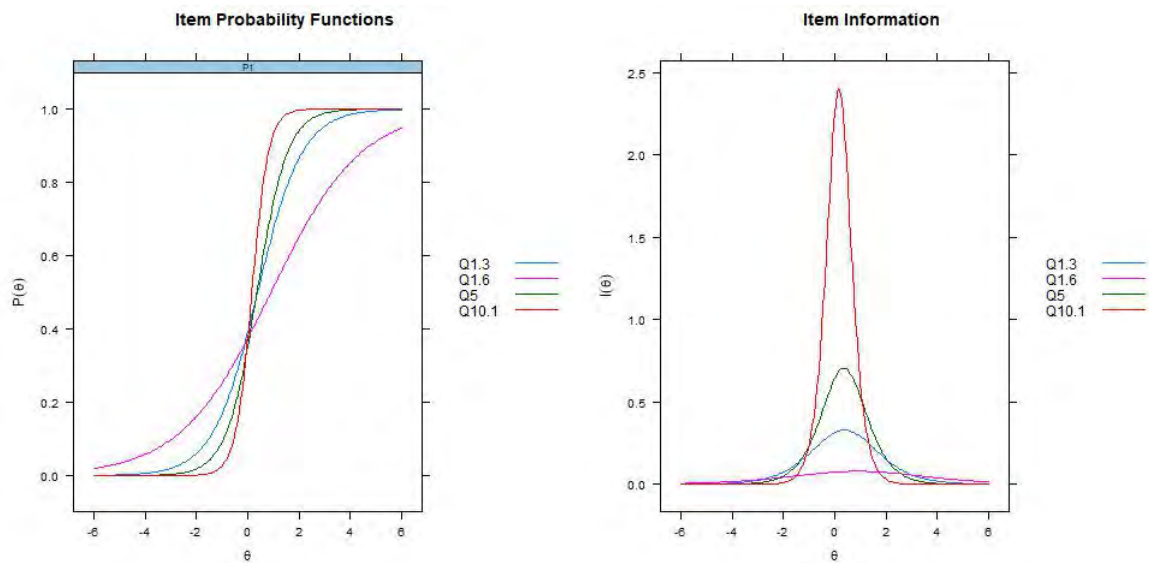 Item Probability Functions
P1
1.0
0.8
0.6
0.4
0.2
0.0
P(θ)
-6 -4 -2 0 2 4 6
θ
Q1.3
Q1.6
Q5
Q10.1
Item Information
2.5
2.0
1.5
1.0
0.5
0.0
I(θ)
-6 -4 -2 0 2 4 6
θ
Q1.3
Q1.6
Q5
Q10.1